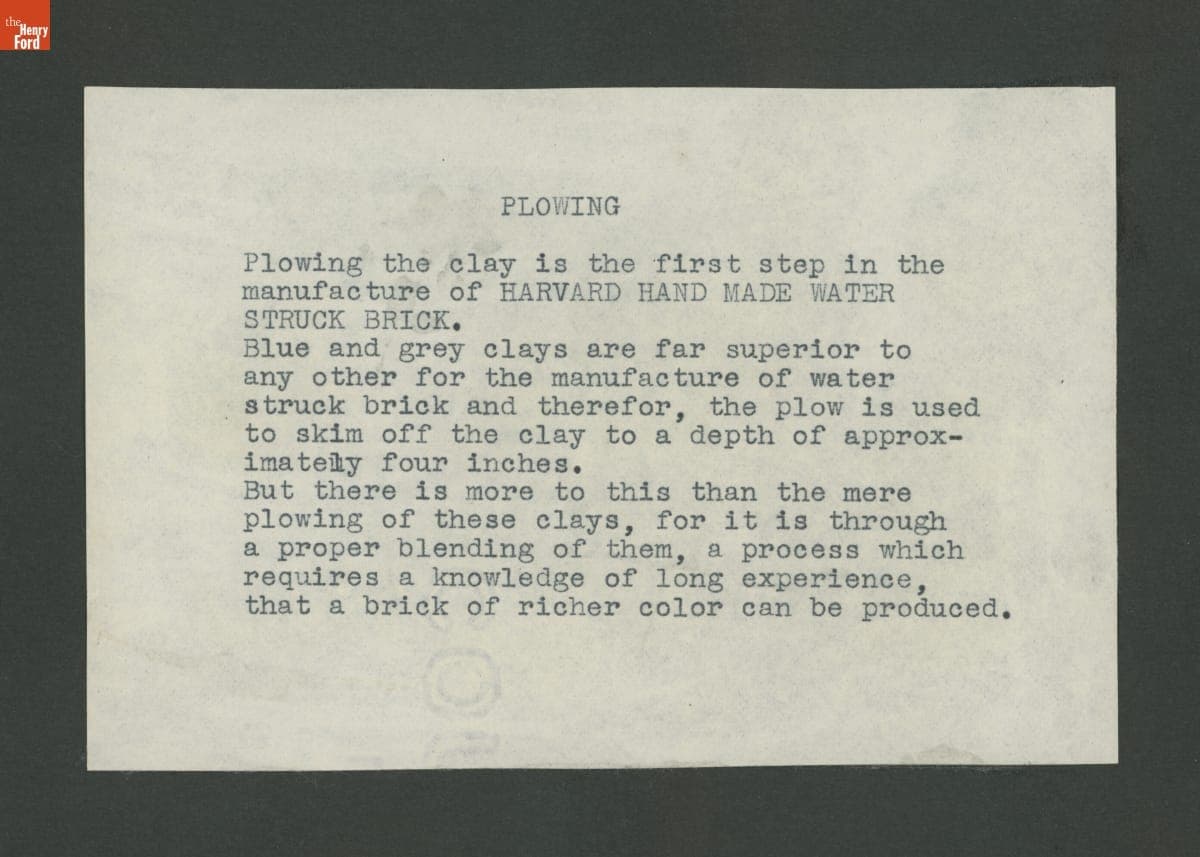 the
Henry
Ford
PLOWING
Plowing the clay is the first step in the
manufacture of HARVARD HAND MADE WATER
STRUCK BRICK.
Blue and grey clays are far superior to
any other for the manufacture of water
struck brick and therefor, the plow is used
to skim off the clay to a depth of approx-
imately four inches.
But there is more to this than the mere
plowing of these clays, for it is through
a proper blending of them, a process which
requires a knowledge of long experience,
that a brick of richer color can be produced.